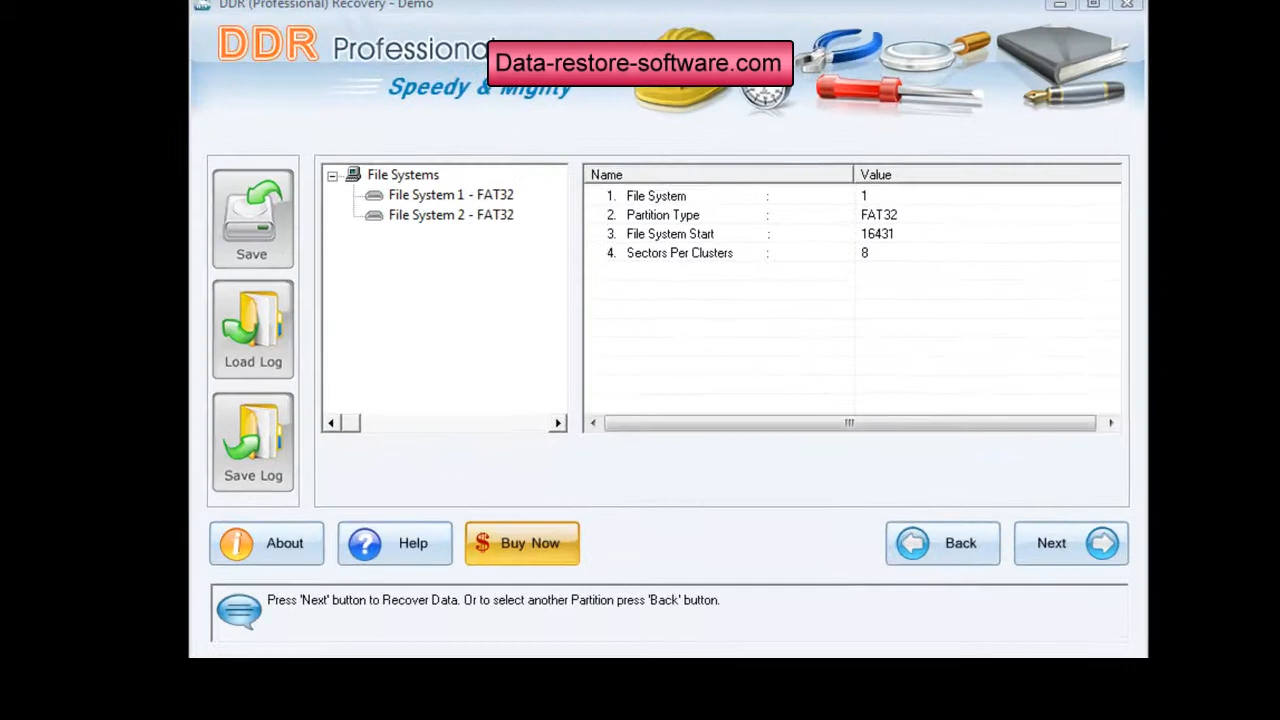 DDR (Professional) Recovery - Demo
DDR Professional
Data-restore-software.com
Speedy & Mighty
Save
Load Log
Save Log
File Systems
File System 1 - FAT32
File System 2 - FAT32
Name Value
1. File System : 1
2. Partition Type : FAT32
3. File System Start : 16431
4. Sectors Per Clusters : 8
About
Help
$ Buy Now
Back
Next
Press 'Next' button to Recover Data. Or to select another Partition press 'Back' button.